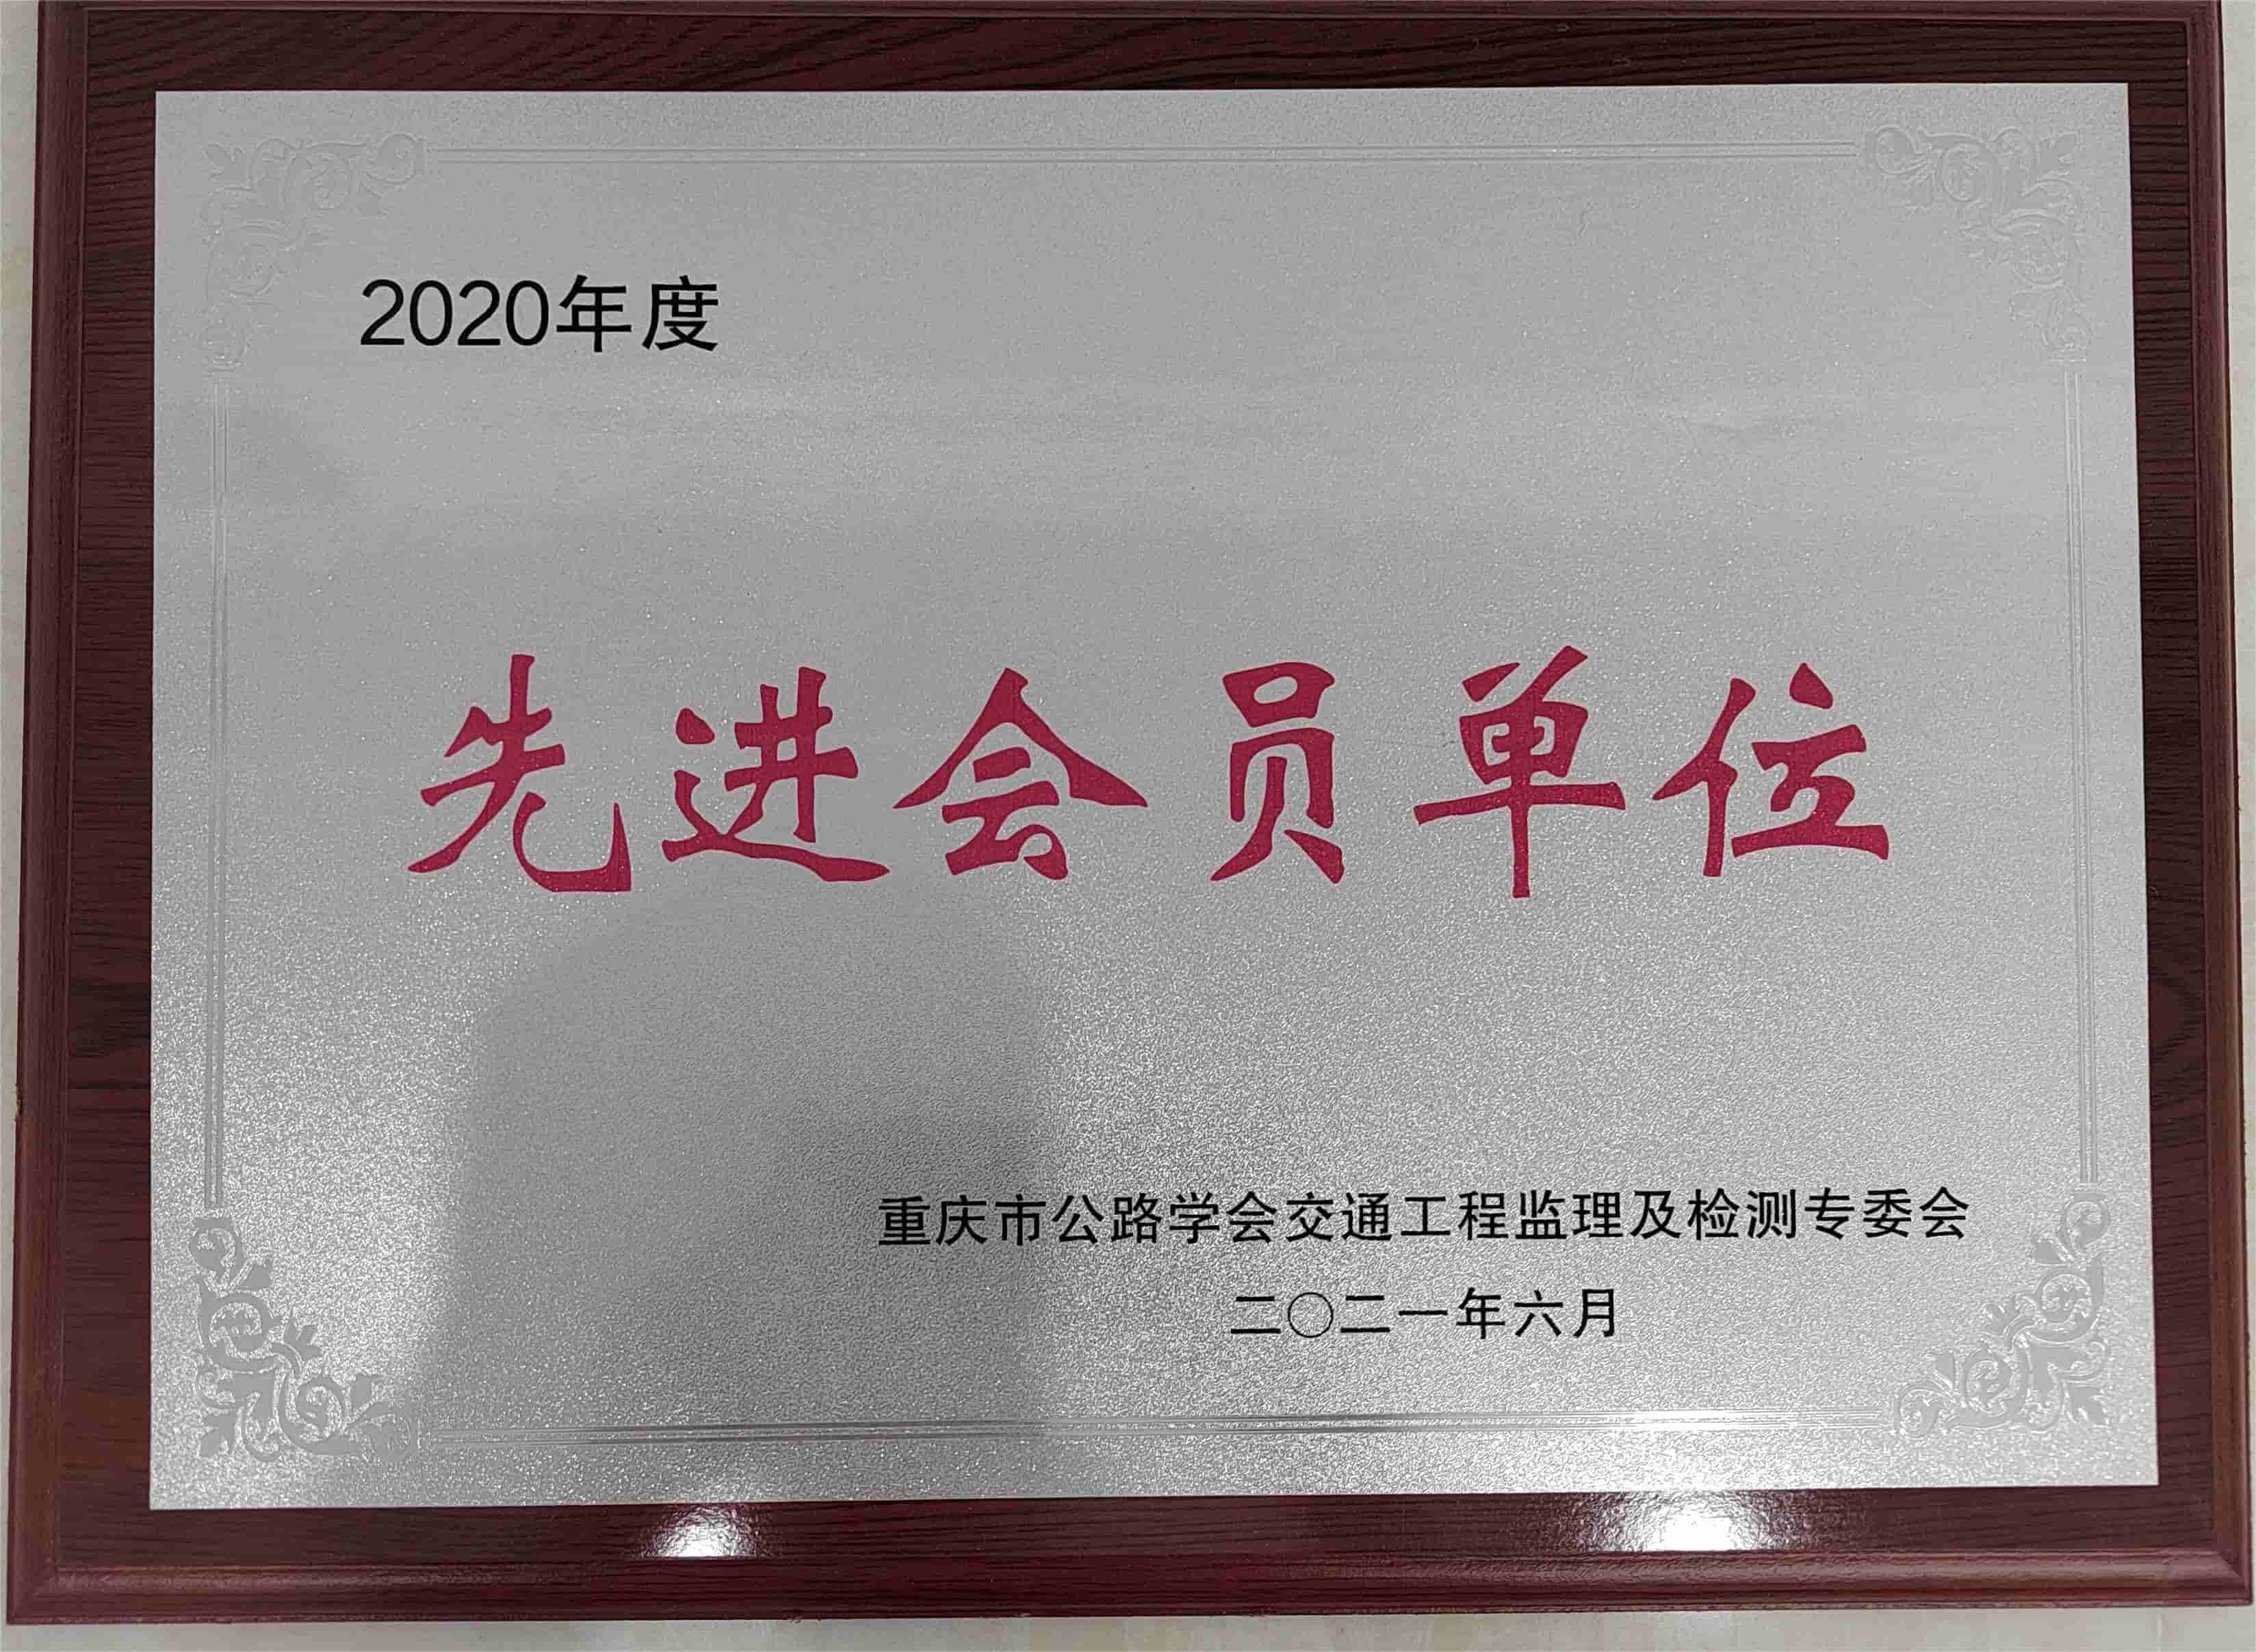 2020年度
先进会员单位
重庆市公路学会交通工程监理及检测专委会
二〇二一年六月